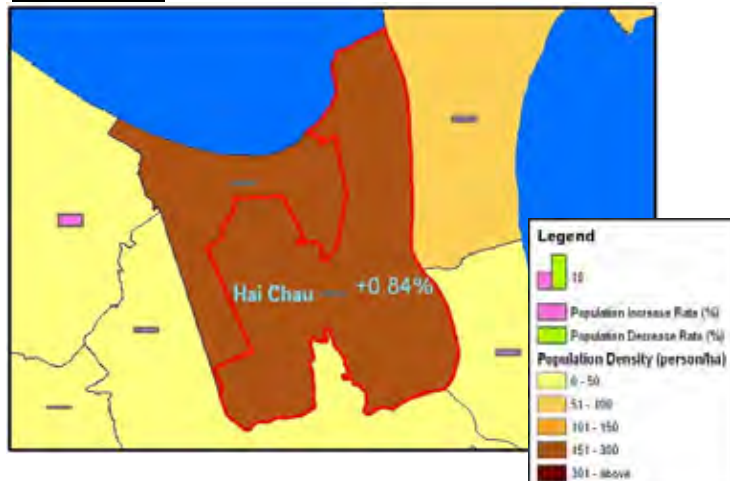 Hai Chau +0.84%
Legend
10
Population Increase Rate (%)
Population Decrease Rate (%)
Population Density (person/ha)
0 - 50
51 - 100
101 - 150
151 - 300
301 - above